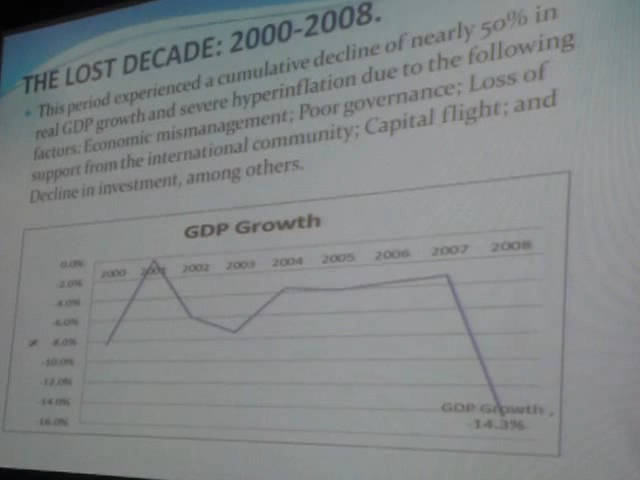 THE LOST DECADE: 2000-2008.
• This period experienced a cumulative decline of nearly 50% in
real GDP growth and severe hyperinflation due to the following
factors: Economic mismanagement; Poor governance; Loss of
support from the international community; Capital flight; and
Decline in investment, among others.
GDP Growth
0.0%
2000 2001 2002 2003 2004 2005 2006 2007 2008
-2.0%
-4.0%
-6.0%
% -8.0%
-10.0%
-12.0%
-14.0%
-16.0%
GDP Growth ,
-14.3%